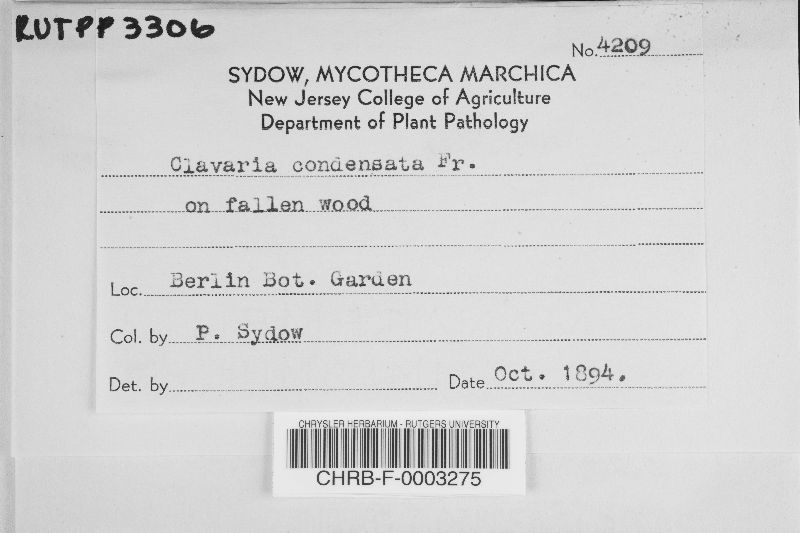 RUTPP3306
No. 4209
SYDOW, MYCOTHECA MARCHICA
New Jersey College of Agriculture
Department of Plant Pathology
Clavaria condensata Fr.
on fallen wood
Loc. Berlin Bot. Garden
Col. by P. Sydow
Det. by Date Oct. 1894.
CHRYSLER HERBARIUM - RUTGERS UNIVERSITY
CHRB-F-0003275